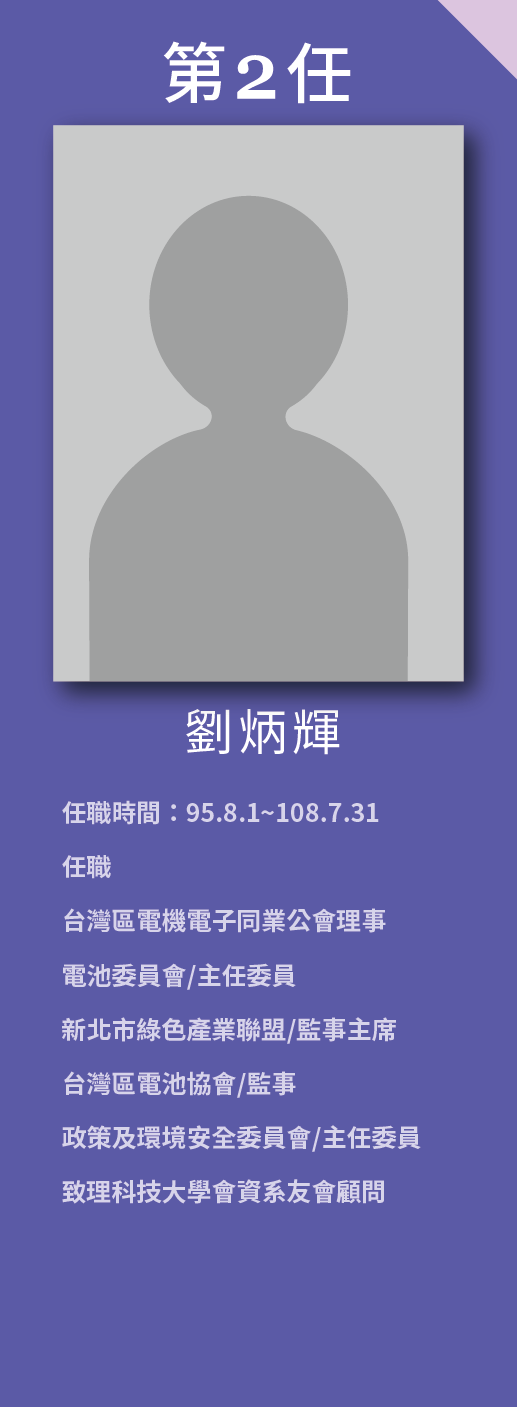 第2任
劉炳輝
任職時間：95.8.1~108.7.31
任職
台灣區電機電子同業公會理事
電池委員會/主任委員
新北市綠色產業聯盟/監事主席
台灣區電池協會/監事
政策及環境安全委員會/主任委員
致理科技大學會資系友會顧問